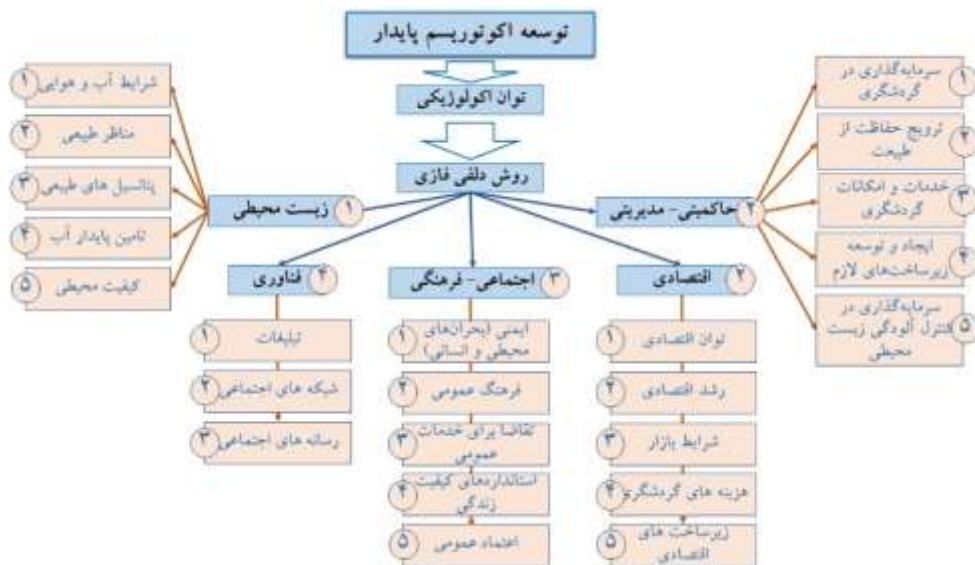 توسعه اکوتوریسم پایدار
توان اکولوژیکی
روش دلفی فازی
۲ حاکمیتی- مدیریتی
۱ سرمایه‌گذاری در
گردشگری
۲ ترویج حفاظت از
طبیعت
۳ خدمات و امکانات
گردشگری
۴ ایجاد و توسعه
زیرساخت‌های لازم
۵ سرمایه‌گذاری در
کنترل آلودگی زیست
محیطی
۱ زیست محیطی
۱ شرایط آب و هوایی
۲ مناظر طبیعی
۳ پتانسیل های طبیعی
۴ تامین پایدار آب
۵ کیفیت محیطی
۲ اقتصادی
۱ توان اقتصادی
۲ رشد اقتصادی
۳ شرایط بازار
۴ هزینه های گردشگری
۵ زیرساخت های
اقتصادی
۳ اجتماعی- فرهنگی
۱ ایمنی (بحران‌های
محیطی و انسانی)
۲ فرهنگ عمومی
۳ تقاضا برای خدمات
عمومی
۴ استانداردهای کیفیت
زندگی
۵ اعتماد عمومی
۴ فناوری
۱ تبلیغات
۲ شبکه های اجتماعی
۳ رسانه های اجتماعی